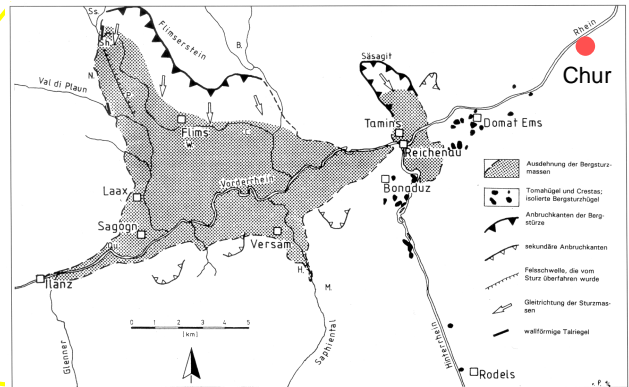 Ss.
Flimserstein
Sh.
B.
Säsagit
Rhein
Chur
Val di Plaun
N.
P.
Flims
W
C.
Tamins
Domat Ems
Reichenau
Vorderrhein
Bonaduz
Laax
Sagogn
Versam
H.
M.
Ilanz
0 1 2 3 4 5
[km]
Glenner
Safiental
Hinterrhein
Rodels
P.
Ausdehnung der Bergsturz-
massen
Tomahügel und Crestas;
isolierte Bergsturzhügel
Anbruchkanten der Berg-
stürze
sekundäre Anbruchkanten
Felsschwelle, die vom
Sturz überfahren wurde
Gleitrichtung der Sturzmas-
sen
wallförmige Talriegel